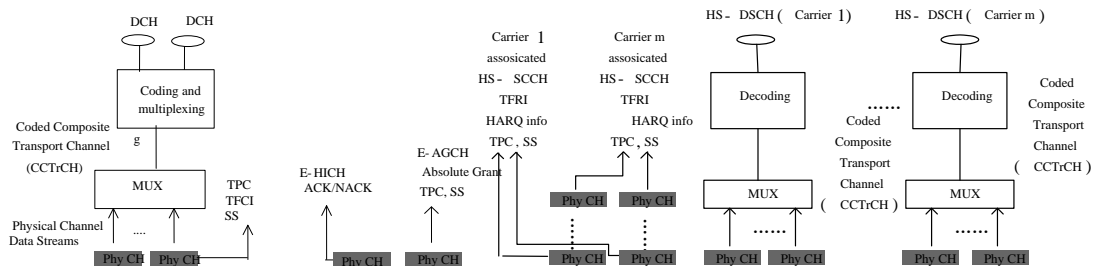 DCH DCH
Coding and
multiplexing
g
Coded Composite
Transport Channel
(CCTrCH)
MUX
Physical Channel
Data Streams
....
Phy CH Phy CH
TPC
TFCI
SS
E- HICH
ACK/NACK
Phy CH
E- AGCH
Absolute Grant
TPC, SS
Phy CH
Carrier 1
assosicated
HS- SCCH
TFRI
HARQ info
TPC, SS
Carrier m
assosicated
HS- SCCH
TFRI
HARQ info
TPC, SS
Phy CH Phy CH
Phy CH Phy CH
HS- DSCH ( Carrier 1)
Decoding
Coded
Composite
Transport
Channel
( CCTrCH)
MUX
......
Phy CH Phy CH
......
HS- DSCH ( Carrier m )
Decoding
Coded
Composite
Transport
Channel
( CCTrCH)
MUX
......
Phy CH Phy CH